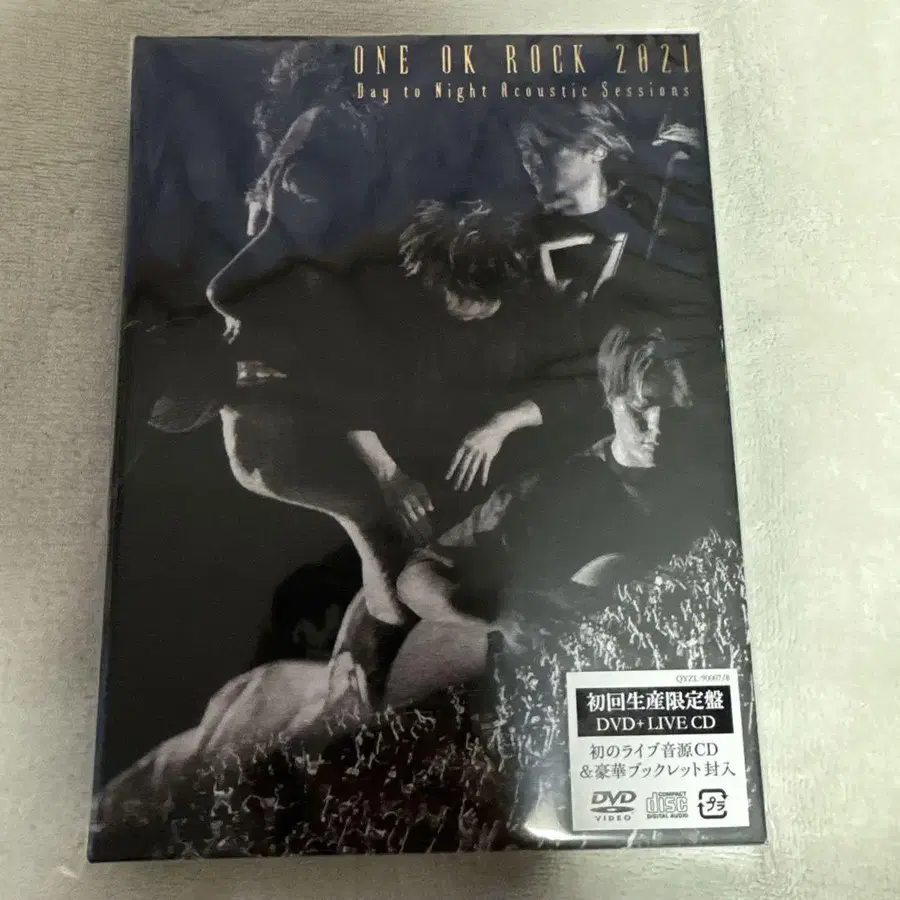 ONE OK ROCK 2021
Day to Night Acoustic Sessions
QYZL-90007/8
初回生産限定盤
DVD+LIVE CD
初のライブ音源CD
&豪華ブックレット封入
DVD
VIDEO
COMPACT
disc
DIGITAL AUDIO
プラ